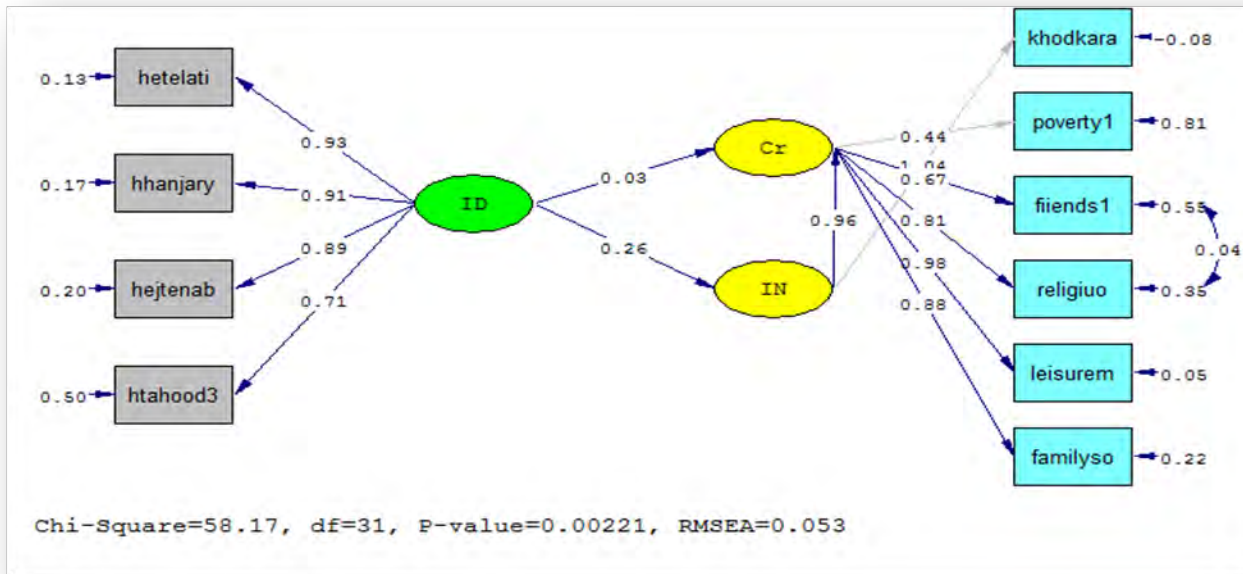 khodkara
-0.08
hetelati
0.13
poverty1
0.81
0.44
0.93
Cr
1.04
0.67
0.03
hhanjary
0.17
0.91
fiiends1
0.55
ID
0.81
0.96
0.04
0.89
0.26
0.98
hejtenab
0.20
IN
religiuo
0.35
0.71
0.88
leisurem
0.05
htahood3
0.50
familyso
0.22
Chi-Square=58.17, df=31, P-value=0.00221, RMSEA=0.053